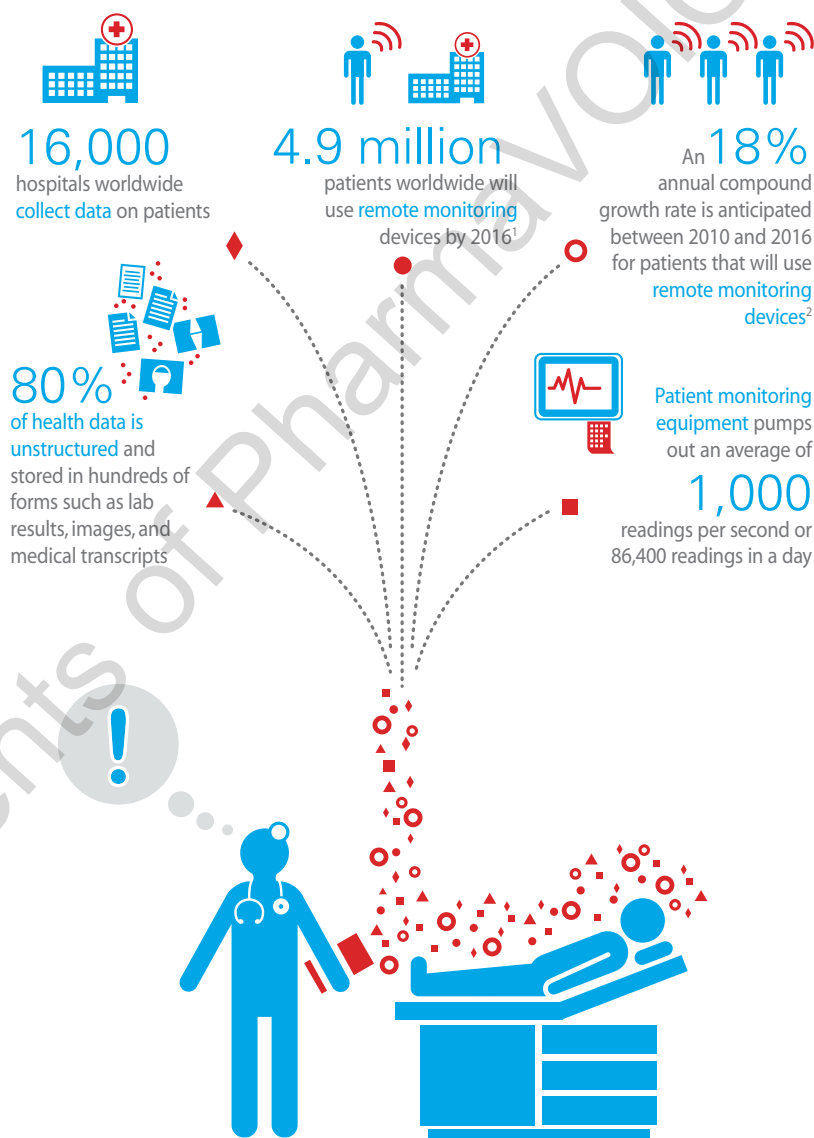 16,000
hospitals worldwide
collect data on patients
4.9 million
patients worldwide will
use remote monitoring
devices by 2016¹
An 18%
annual compound
growth rate is anticipated
between 2010 and 2016
for patients that will use
remote monitoring
devices²
80%
of health data is
unstructured and
stored in hundreds of
forms such as lab
results, images, and
medical transcripts
Patient monitoring
equipment pumps
out an average of
1,000
readings per second or
86,400 readings in a day
!
of PharmaVO